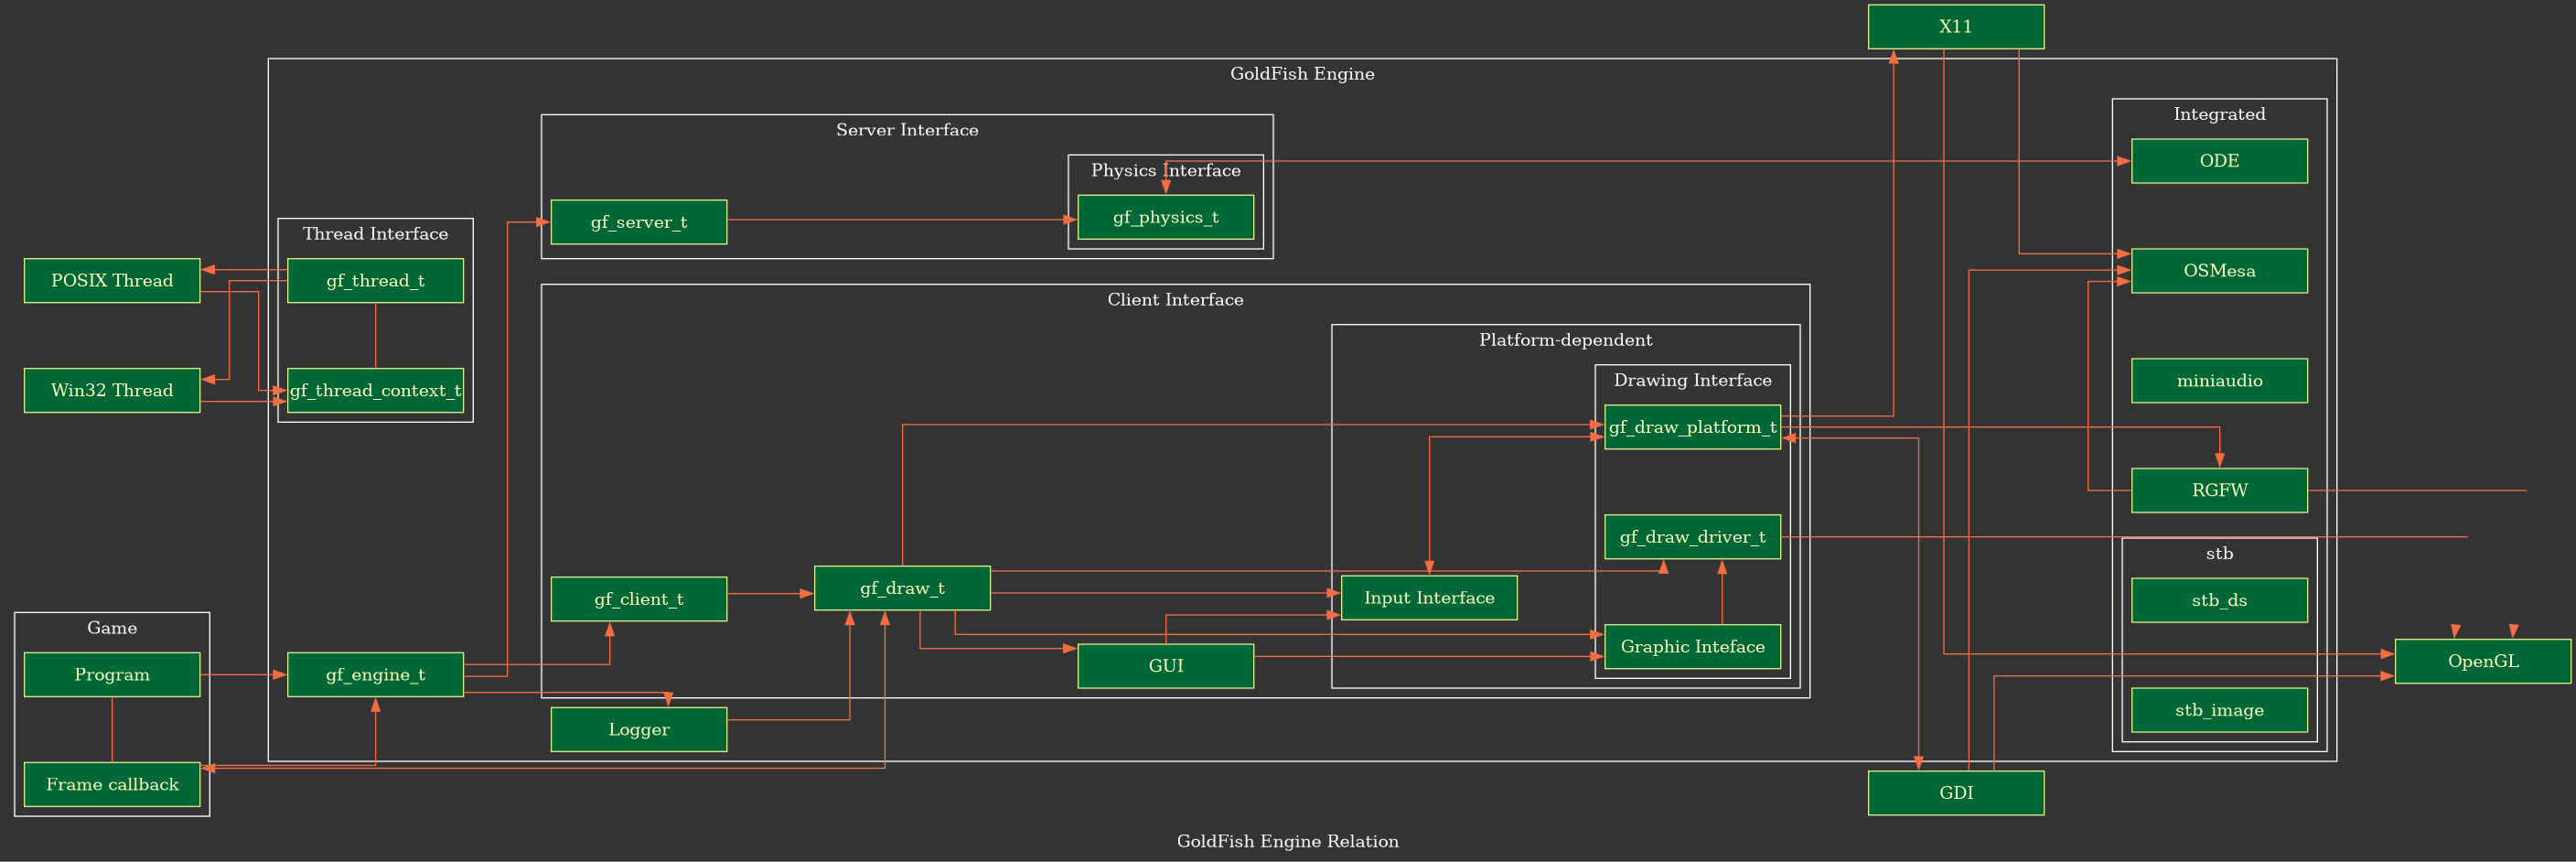 X11
GoldFish Engine
Integrated
Server Interface
ODE
Physics Interface
gf_server_t
gf_physics_t
Thread Interface
POSIX Thread
gf_thread_t
OSMesa
Client Interface
Platform-dependent
Win32 Thread
gf_thread_context_t
Drawing Interface
miniaudio
gf_draw_platform_t
RGFW
gf_draw_driver_t
stb
gf_client_t
gf_draw_t
Input Interface
stb_ds
Game
Program
gf_engine_t
GUI
Graphic Inteface
OpenGL
Logger
stb_image
Frame callback
GDI
GoldFish Engine Relation